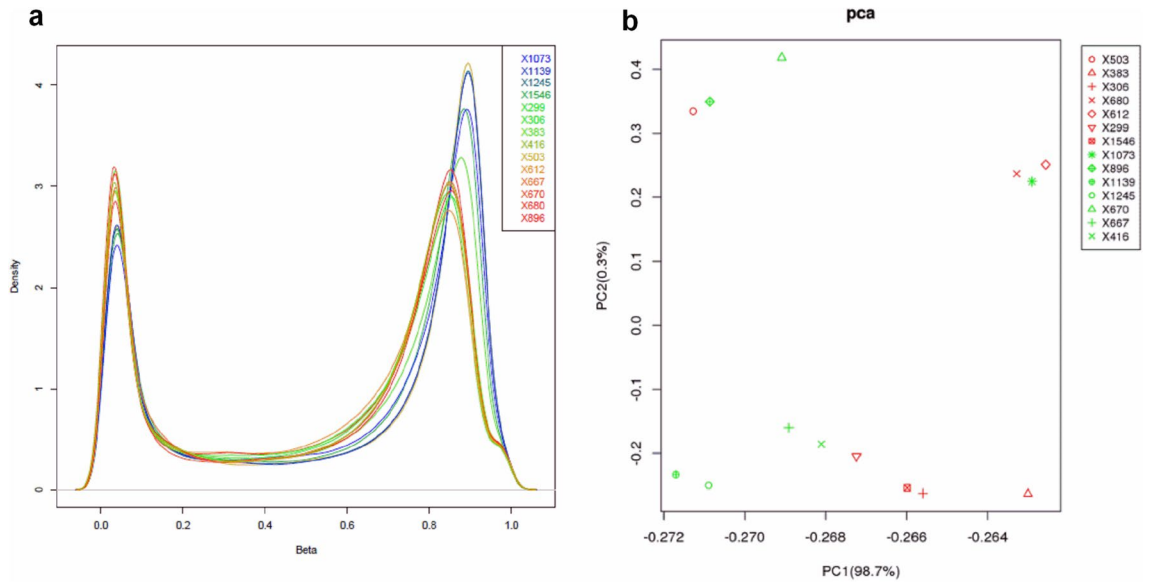 a
Density
4
3
2
1
0
0.0 0.2 0.4 0.6 0.8 1.0
Beta
X1073
X1139
X1245
X1546
X299
X306
X383
X416
X503
X612
X667
X670
X680
X896
b
pca
PC2(0.3%)
0.4
0.3
0.2
0.1
0.0
-0.1
-0.2
-0.272 -0.270 -0.268 -0.266 -0.264
PC1(98.7%)
X503
X383
X306
X680
X612
X299
X1546
X1073
X896
X1139
X1245
X670
X667
X416